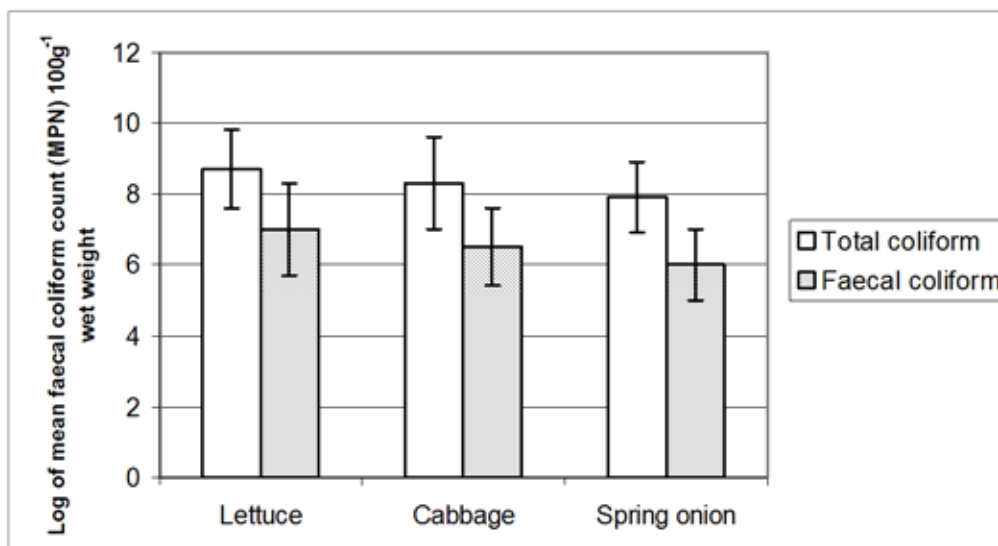 Log of mean faecal coliform count (MPN) 100g-1
wet weight
12
10
8
6
4
2
0
Lettuce
Cabbage
Spring onion
Total coliform
Faecal coliform